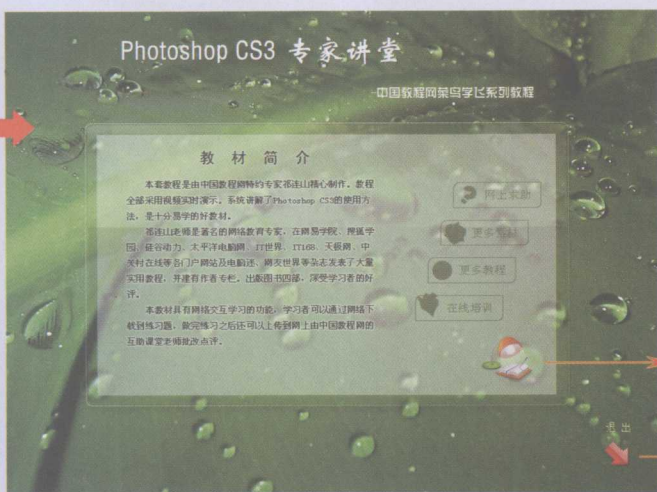 Photoshop CS3 专家讲堂
中国教程网菜鸟学飞系列教程
教材简介
本套教程是由中国教程网特约专家祁连山精心制作。教程
全部采用视频实时演示。系统讲解了Photoshop CS3的使用方
法，是十分易学的好教材。
祁连山老师是著名的网络教育专家，在网易学院、搜狐学
园、硅谷动力、太平洋电脑网、IT世界、IT168、天极网、中
关村在线等各门户网站及电脑迷、网友世界等杂志发表了大量
实用教程，并建有作者专栏。出版图书四部，深受学习者的好
评。
本教材具有网络交互学习的功能，学习者可以通过网络下
载到练习题，做完练习之后还可以上传到网上由中国教程网的
互助课堂老师批改点评。
网上求助
更多
更多教程
在线培训
退出